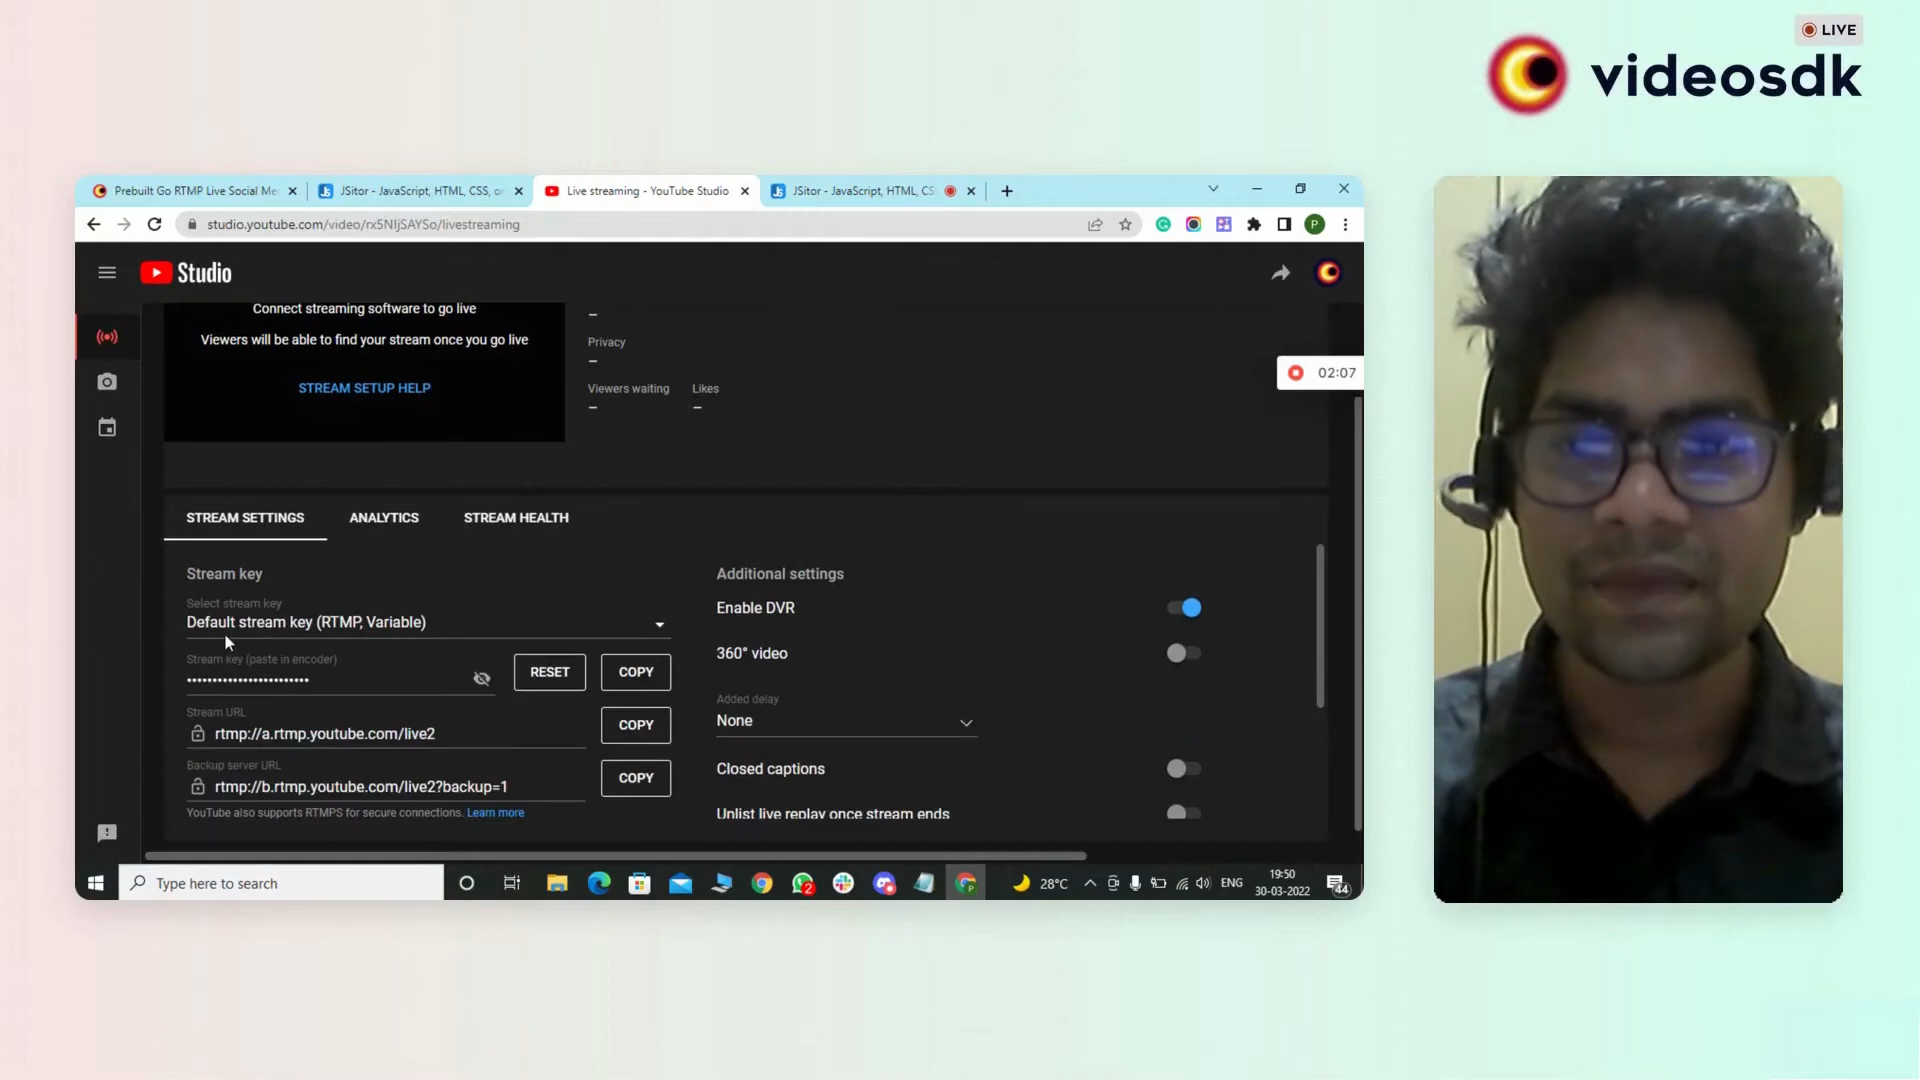 LIVE
videosdk
Prebuilt Go RTMP Live Social Me
JSitor - JavaScript, HTML, CSS, or
Live streaming - YouTube Studio
JSitor - JavaScript, HTML, CS
studio.youtube.com/video/rx5NIjSAYSo/livestreaming
P
Studio
Connect streaming software to go live
Viewers will be able to find your stream once you go live
STREAM SETUP HELP
–
Privacy
–
Viewers waiting Likes
– –
02:07
STREAM SETTINGS ANALYTICS STREAM HEALTH
Stream key
Select stream key
Default stream key (RTMP, Variable)
Stream key (paste in encoder)
••••••••••••••••••••••••
RESET COPY
Stream URL
rtmp://a.rtmp.youtube.com/live2
COPY
Backup server URL
rtmp://b.rtmp.youtube.com/live2?backup=1
COPY
YouTube also supports RTMPS for secure connections. Learn more
Additional settings
Enable DVR
360° video
Added delay
None
Closed captions
Unlist live replay once stream ends
Type here to search
2
28°C
ENG
19:50
30-03-2022
44